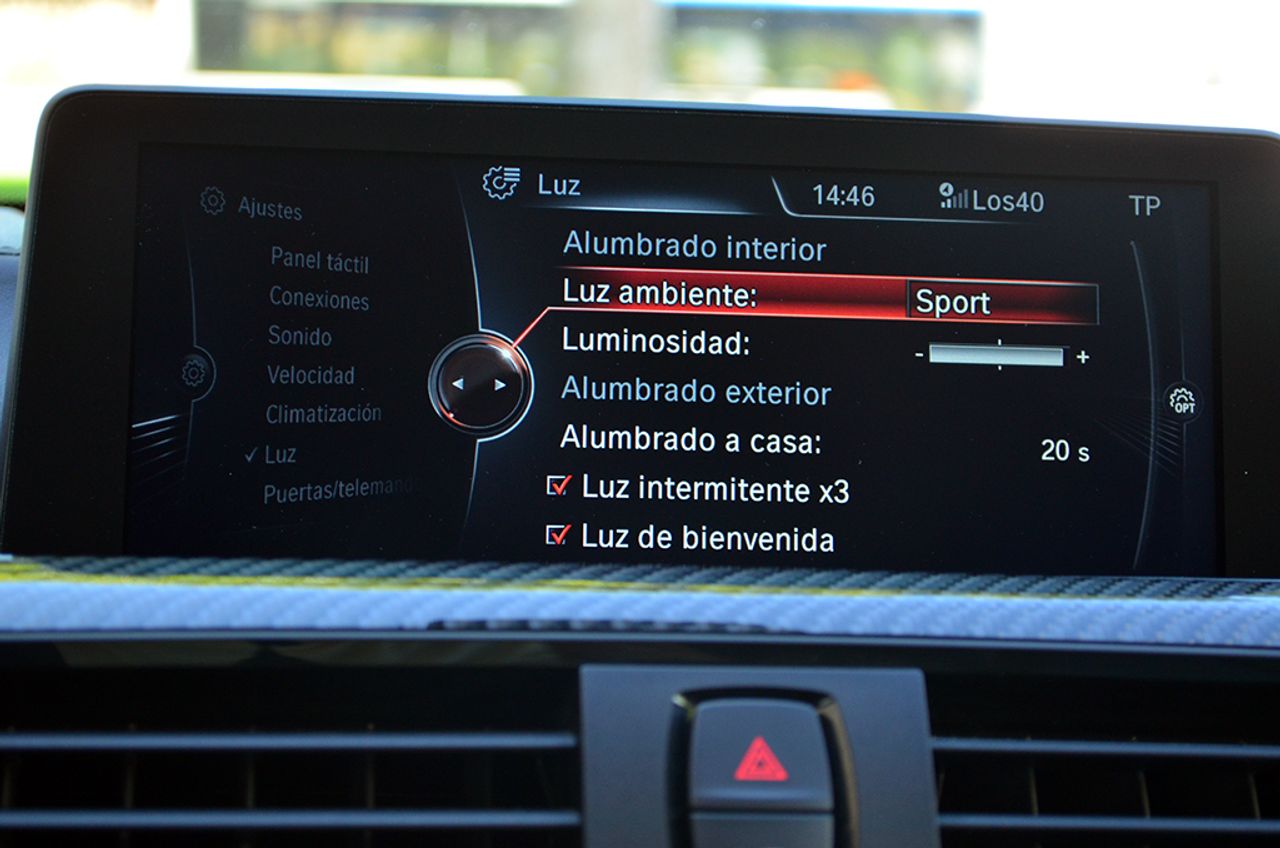 Ajustes
Panel táctil
Conexiones
Sonido
Velocidad
Climatización
✓ Luz
Puertas/telemando
Luz
14:46
Los40
TP
Alumbrado interior
Luz ambiente: Sport
Luminosidad: - +
Alumbrado exterior
Alumbrado a casa: 20 s
Luz intermitente x3
Luz de bienvenida
OPT